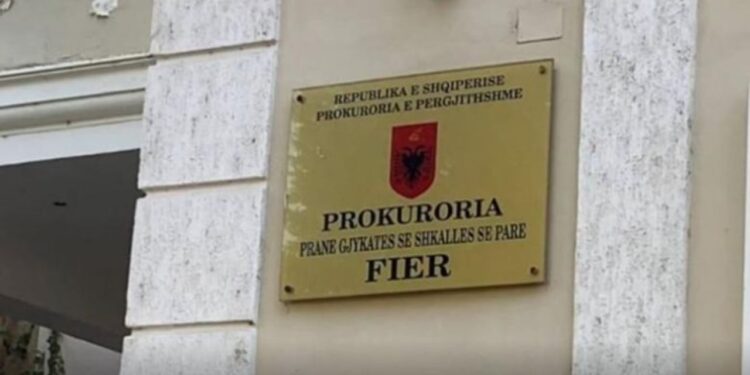 REPUBLIKA E SHQIPERISE
PROKURORIA E PERGJITHSHME
PROKURORIA
PRANE GJYKATES SE SHKALLES SE PARE
FIER